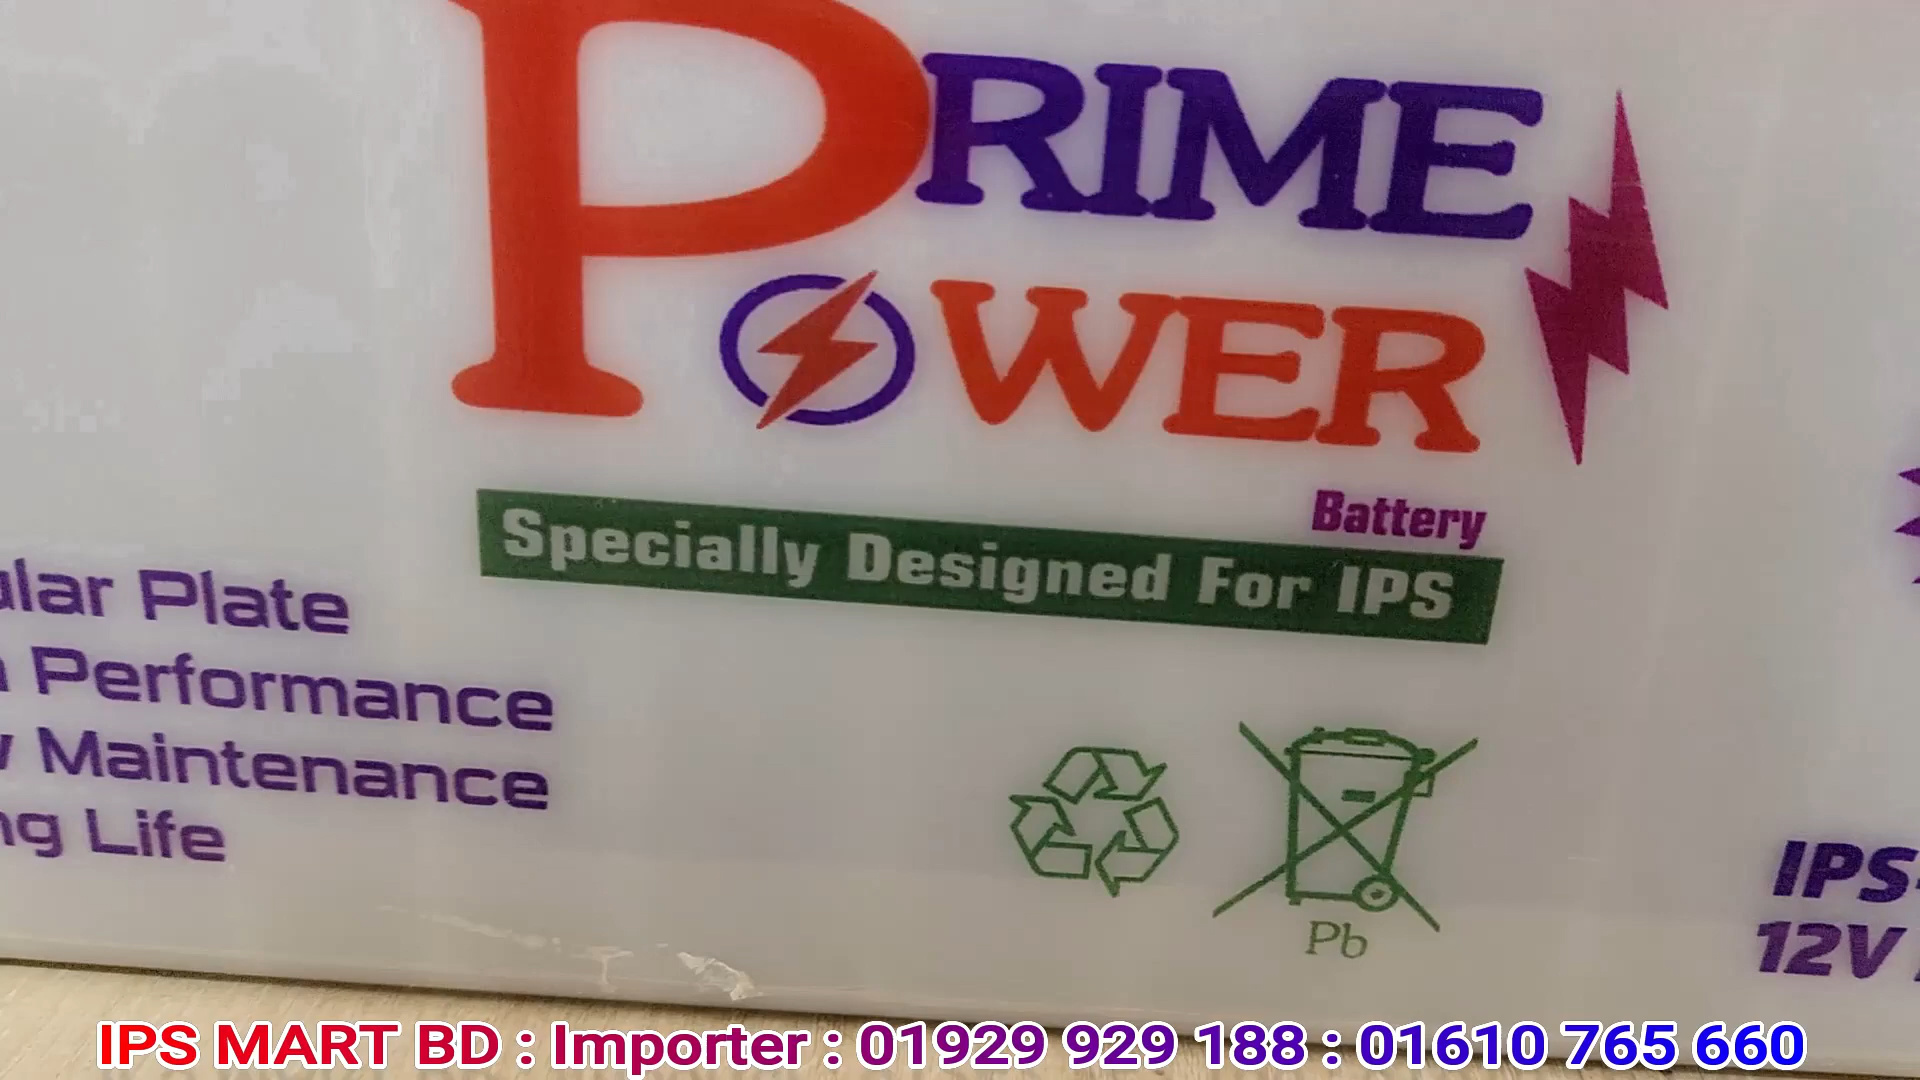 PRIME
POWER
Battery
Specially Designed For IPS
Plate
Performance
Maintenance
Life
Pb
IPS
12V
IPS MART BD : Importer : 01929 929 188 : 01610 765 660